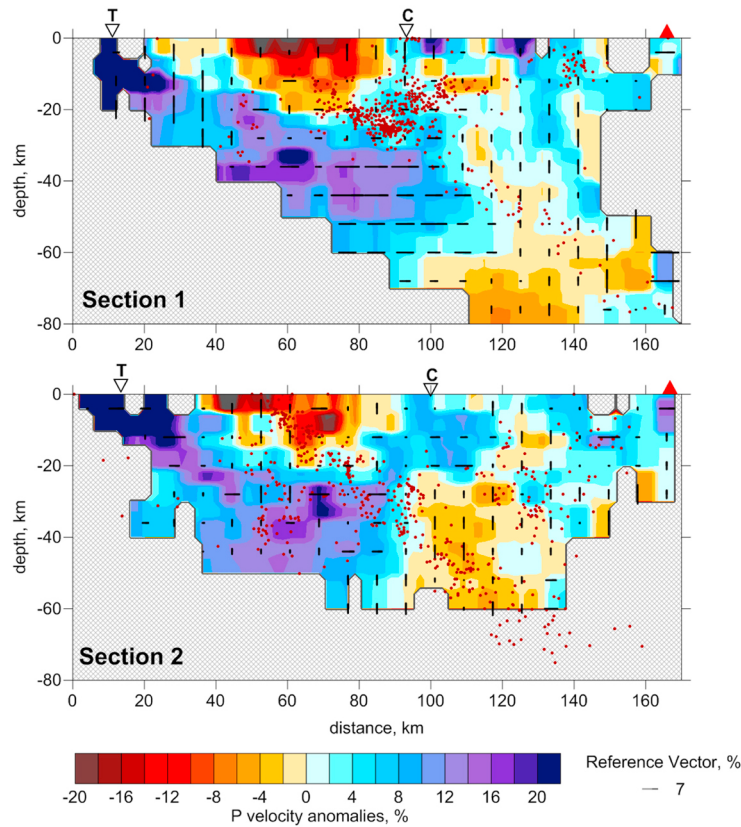 T C
0
-20
-40
-60
-80
depth, km
Section 1
0 20 40 60 80 100 120 140 160
T C
0
-20
-40
-60
-80
depth, km
Section 2
0 20 40 60 80 100 120 140 160
distance, km
-20 -16 -12 -8 -4 0 4 8 12 16 20
P velocity anomalies, %
Reference Vector, %
7